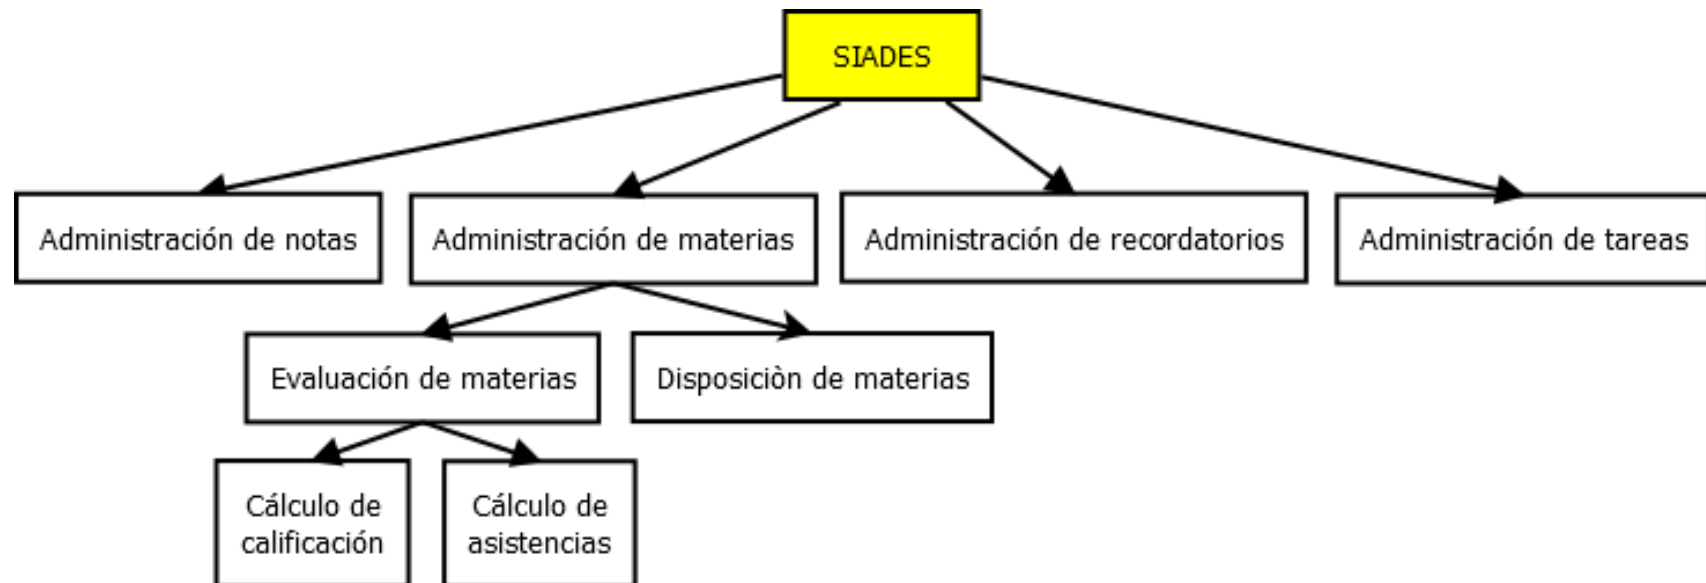 SIADES
Administración de notas
Administración de materias
Administración de recordatorios
Administración de tareas
Evaluación de materias
Disposiciòn de materias
Cálculo de
calificación
Cálculo de
asistencias